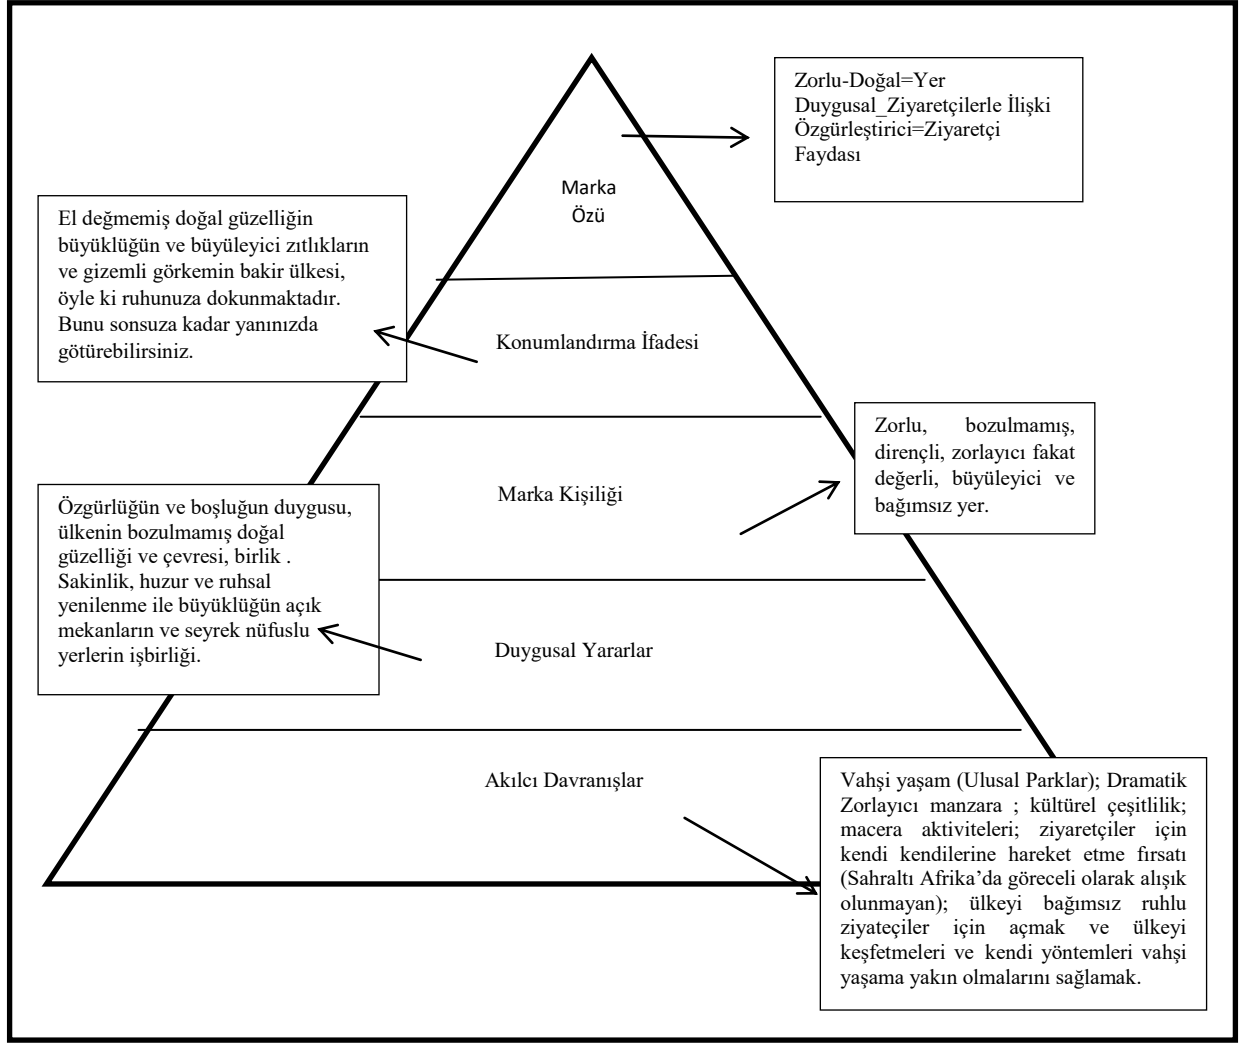 Zorlu-Doğal=Yer
Duygusal_Ziyaretçilerle İlişki
Özgürleştirici=Ziyaretçi
Faydası
Marka
Özü
El değmemiş doğal güzelliğin
büyüklüğün ve büyüleyici zıtlıkların
ve gizemli görkemin bakir ülkesi,
öyle ki ruhunuza dokunmaktadır.
Bunu sonsuza kadar yanınızda
götürebilirsiniz.
Konumlandırma İfadesi
Zorlu, bozulmamış,
dirençli, zorlayıcı fakat
değerli, büyüleyici ve
bağımsız yer.
Marka Kişiliği
Özgürlüğün ve boşluğun duygusu,
ülkenin bozulmamış doğal
güzelliği ve çevresi, birlik .
Sakinlik, huzur ve ruhsal
yenilenme ile büyüklüğün açık
mekanların ve seyrek nüfuslu
yerlerin işbirliği.
Duygusal Yararlar
Akılcı Davranışlar
Vahşi yaşam (Ulusal Parklar); Dramatik
Zorlayıcı manzara ; kültürel çeşitlilik;
macera aktiviteleri; ziyaretçiler için
kendi kendilerine hareket etme fırsatı
(Sahraltı Afrika’da göreceli olarak alışık
olunmayan); ülkeyi bağımsız ruhlu
ziyateçiler için açmak ve ülkeyi
keşfetmeleri ve kendi yöntemleri vahşi
yaşama yakın olmalarını sağlamak.